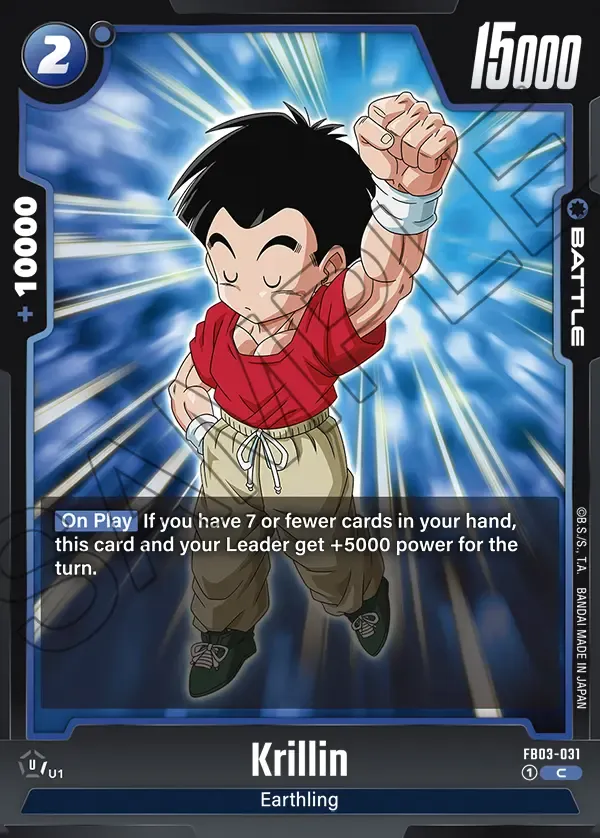 2
15000
+ 10000
BATTLE
SAMPLE
On Play If you have 7 or fewer cards in your hand,
this card and your Leader get +5000 power for the
turn.
©B.S./S., T.A. BANDAI MADE IN JAPAN
U/U1
Krillin
FB03-031
1 C
Earthling